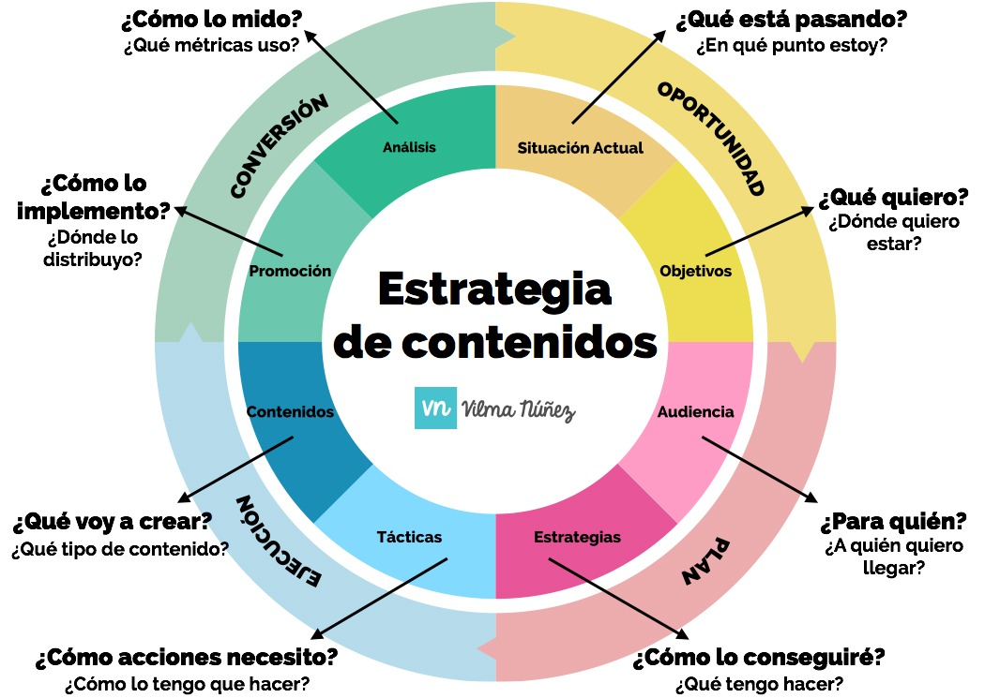 ¿Cómo lo mido?
¿Qué métricas uso?
¿Qué está pasando?
¿En qué punto estoy?
CONVERSIÓN
OPORTUNIDAD
Análisis
Situación Actual
¿Cómo lo
implemento?
¿Dónde lo
distribuyo?
¿Qué quiero?
¿Dónde quiero
estar?
Promoción
Objetivos
Estrategia
de contenidos
vn Vilma Núñez
Contenidos
Audiencia
¿Qué voy a crear?
¿Qué tipo de contenido?
¿Para quién?
¿A quién quiero
llegar?
EJECUCIÓN
PLAN
Tácticas
Estrategias
¿Cómo acciones necesito?
¿Cómo lo tengo que hacer?
¿Cómo lo conseguiré?
¿Qué tengo hacer?